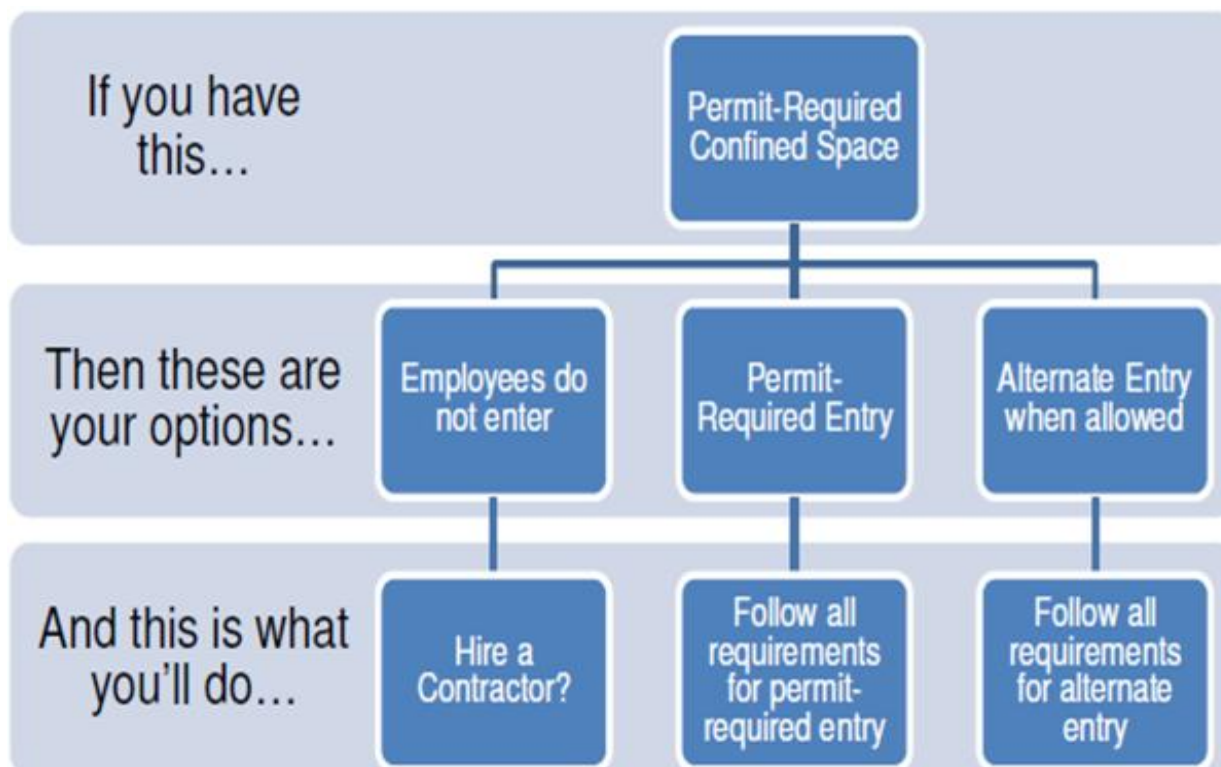 If you have
this…
Permit-Required
Confined Space
Then these are
your options…
Employees do
not enter
Permit-
Required Entry
Alternate Entry
when allowed
And this is what
you'll do…
Hire a
Contractor?
Follow all
requirements
for permit-
required entry
Follow all
requirements
for alternate
entry